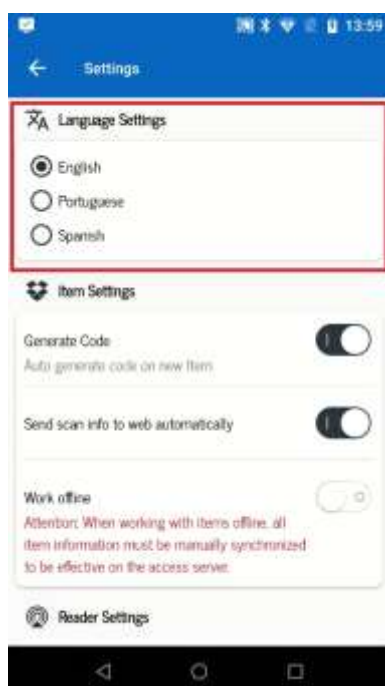 13:59
Settings
Language Settings
English
Portuguese
Spanish
Item Settings
Generate Code
Auto generate code on new Item
Send scan info to web automatically
Work offline
Attention: When working with items offline, all
item information must be manually synchronized
to be effective on the access server.
Reader Settings